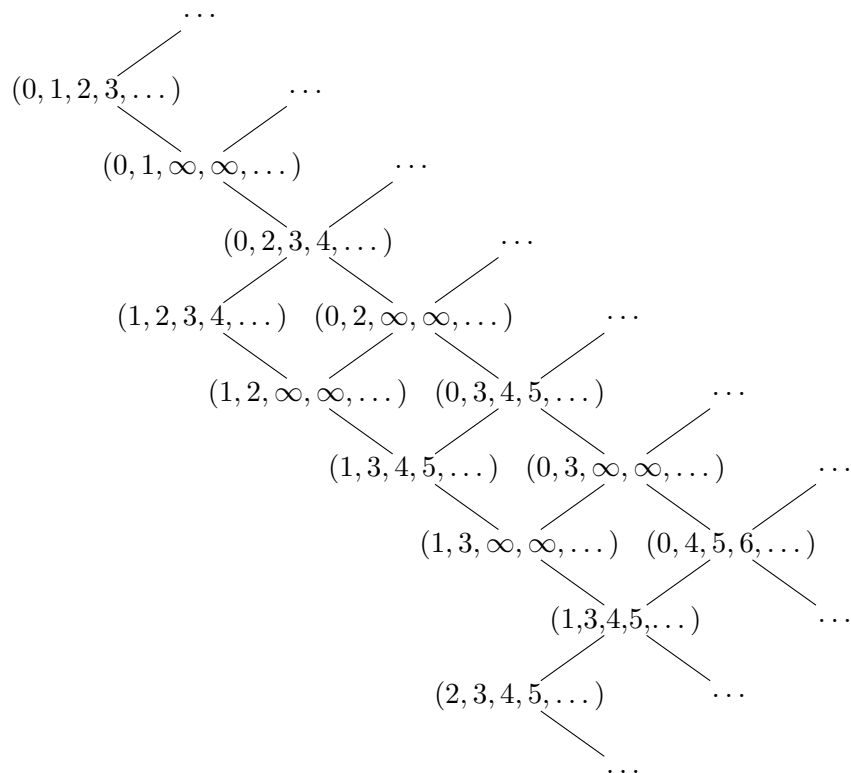 ...
(0, 1, 2, 3, ...)
...
(0, 1, ∞, ∞, ...)
...
(0, 2, 3, 4, ...)
...
(1, 2, 3, 4, ...) (0, 2, ∞, ∞, ...)
...
(1, 2, ∞, ∞, ...) (0, 3, 4, 5, ...)
...
(1, 3, 4, 5, ...) (0, 3, ∞, ∞, ...)
...
(1, 3, ∞, ∞, ...) (0, 4, 5, 6, ...)
(1,3,4,5,...)
...
(2, 3, 4, 5, ...)
...
...